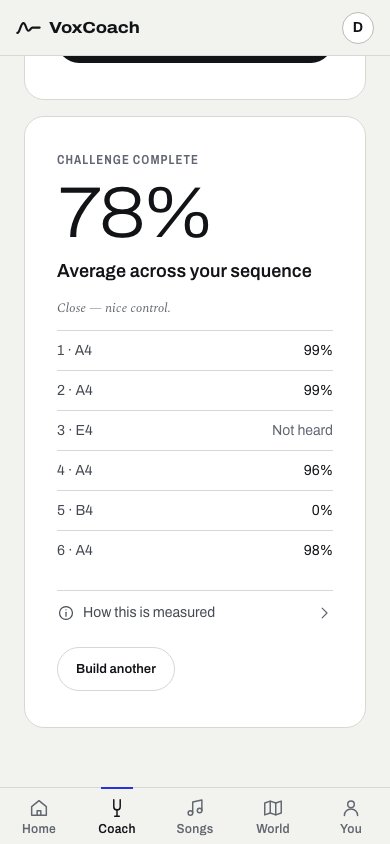 VoxCoach
D
CHALLENGE COMPLETE
78%
Average across your sequence
Close — nice control.
1 · A4 99%
2 · A4 99%
3 · E4 Not heard
4 · A4 96%
5 · B4 0%
6 · A4 98%
How this is measured
Build another
Home Coach Songs World You